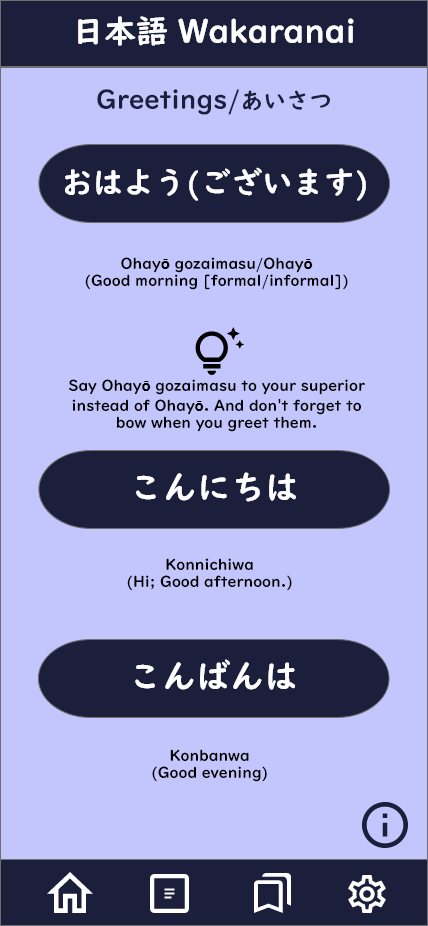 日本語 Wakaranai
Greetings/あいさつ
おはよう(ございます)
Ohayō gozaimasu/Ohayō
(Good morning [formal/informal])
Say Ohayō gozaimasu to your superior
instead of Ohayō. And don't forget to
bow when you greet them.
こんにちは
Konnichiwa
(Hi; Good afternoon.)
こんばんは
Konbanwa
(Good evening)